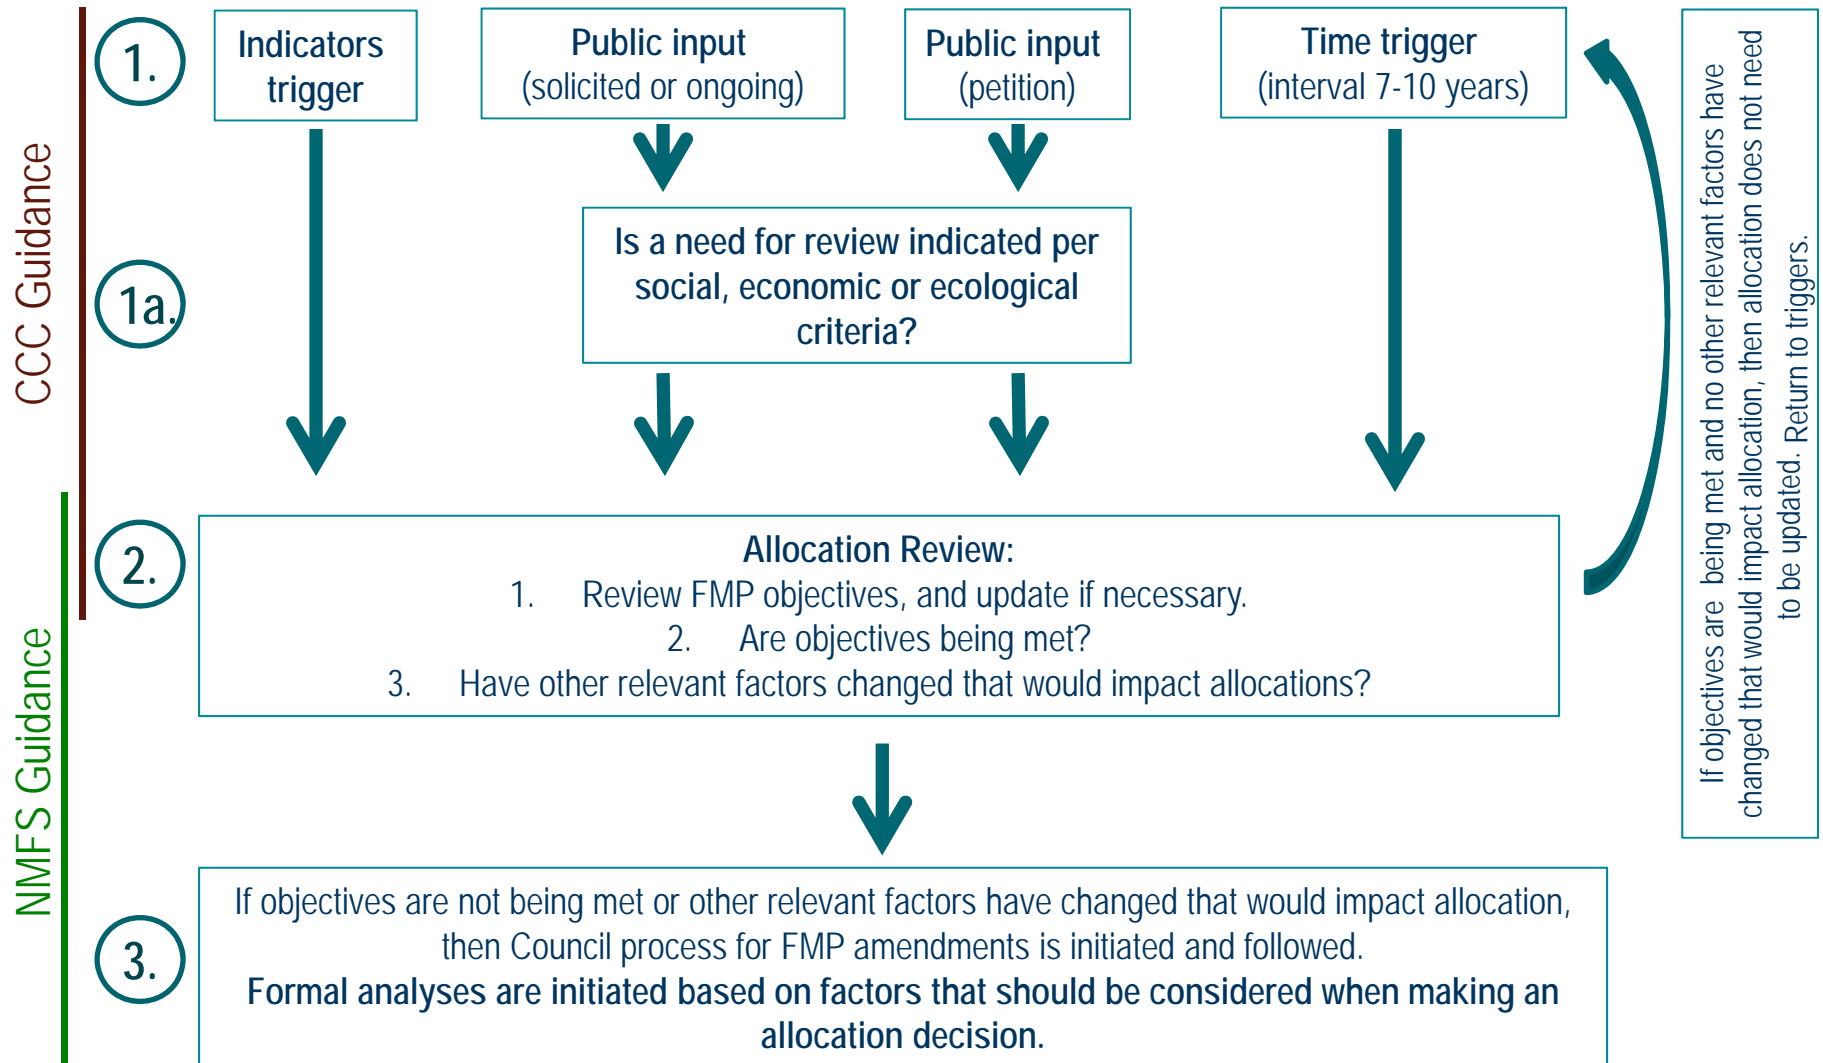 CCC Guidance
NMFS Guidance
1.
Indicators
trigger
Public input
(solicited or ongoing)
Public input
(petition)
Time trigger
(interval 7-10 years)
1a.
Is a need for review indicated per
social, economic or ecological
criteria?
2.
Allocation Review:
1. Review FMP objectives, and update if necessary.
2. Are objectives being met?
3. Have other relevant factors changed that would impact allocations?
3.
If objectives are not being met or other relevant factors have changed that would impact allocation,
then Council process for FMP amendments is initiated and followed.
Formal analyses are initiated based on factors that should be considered when making an
allocation decision.
If objectives are being met and no other relevant factors have
changed that would impact allocation, then allocation does not need
to be updated. Return to triggers.